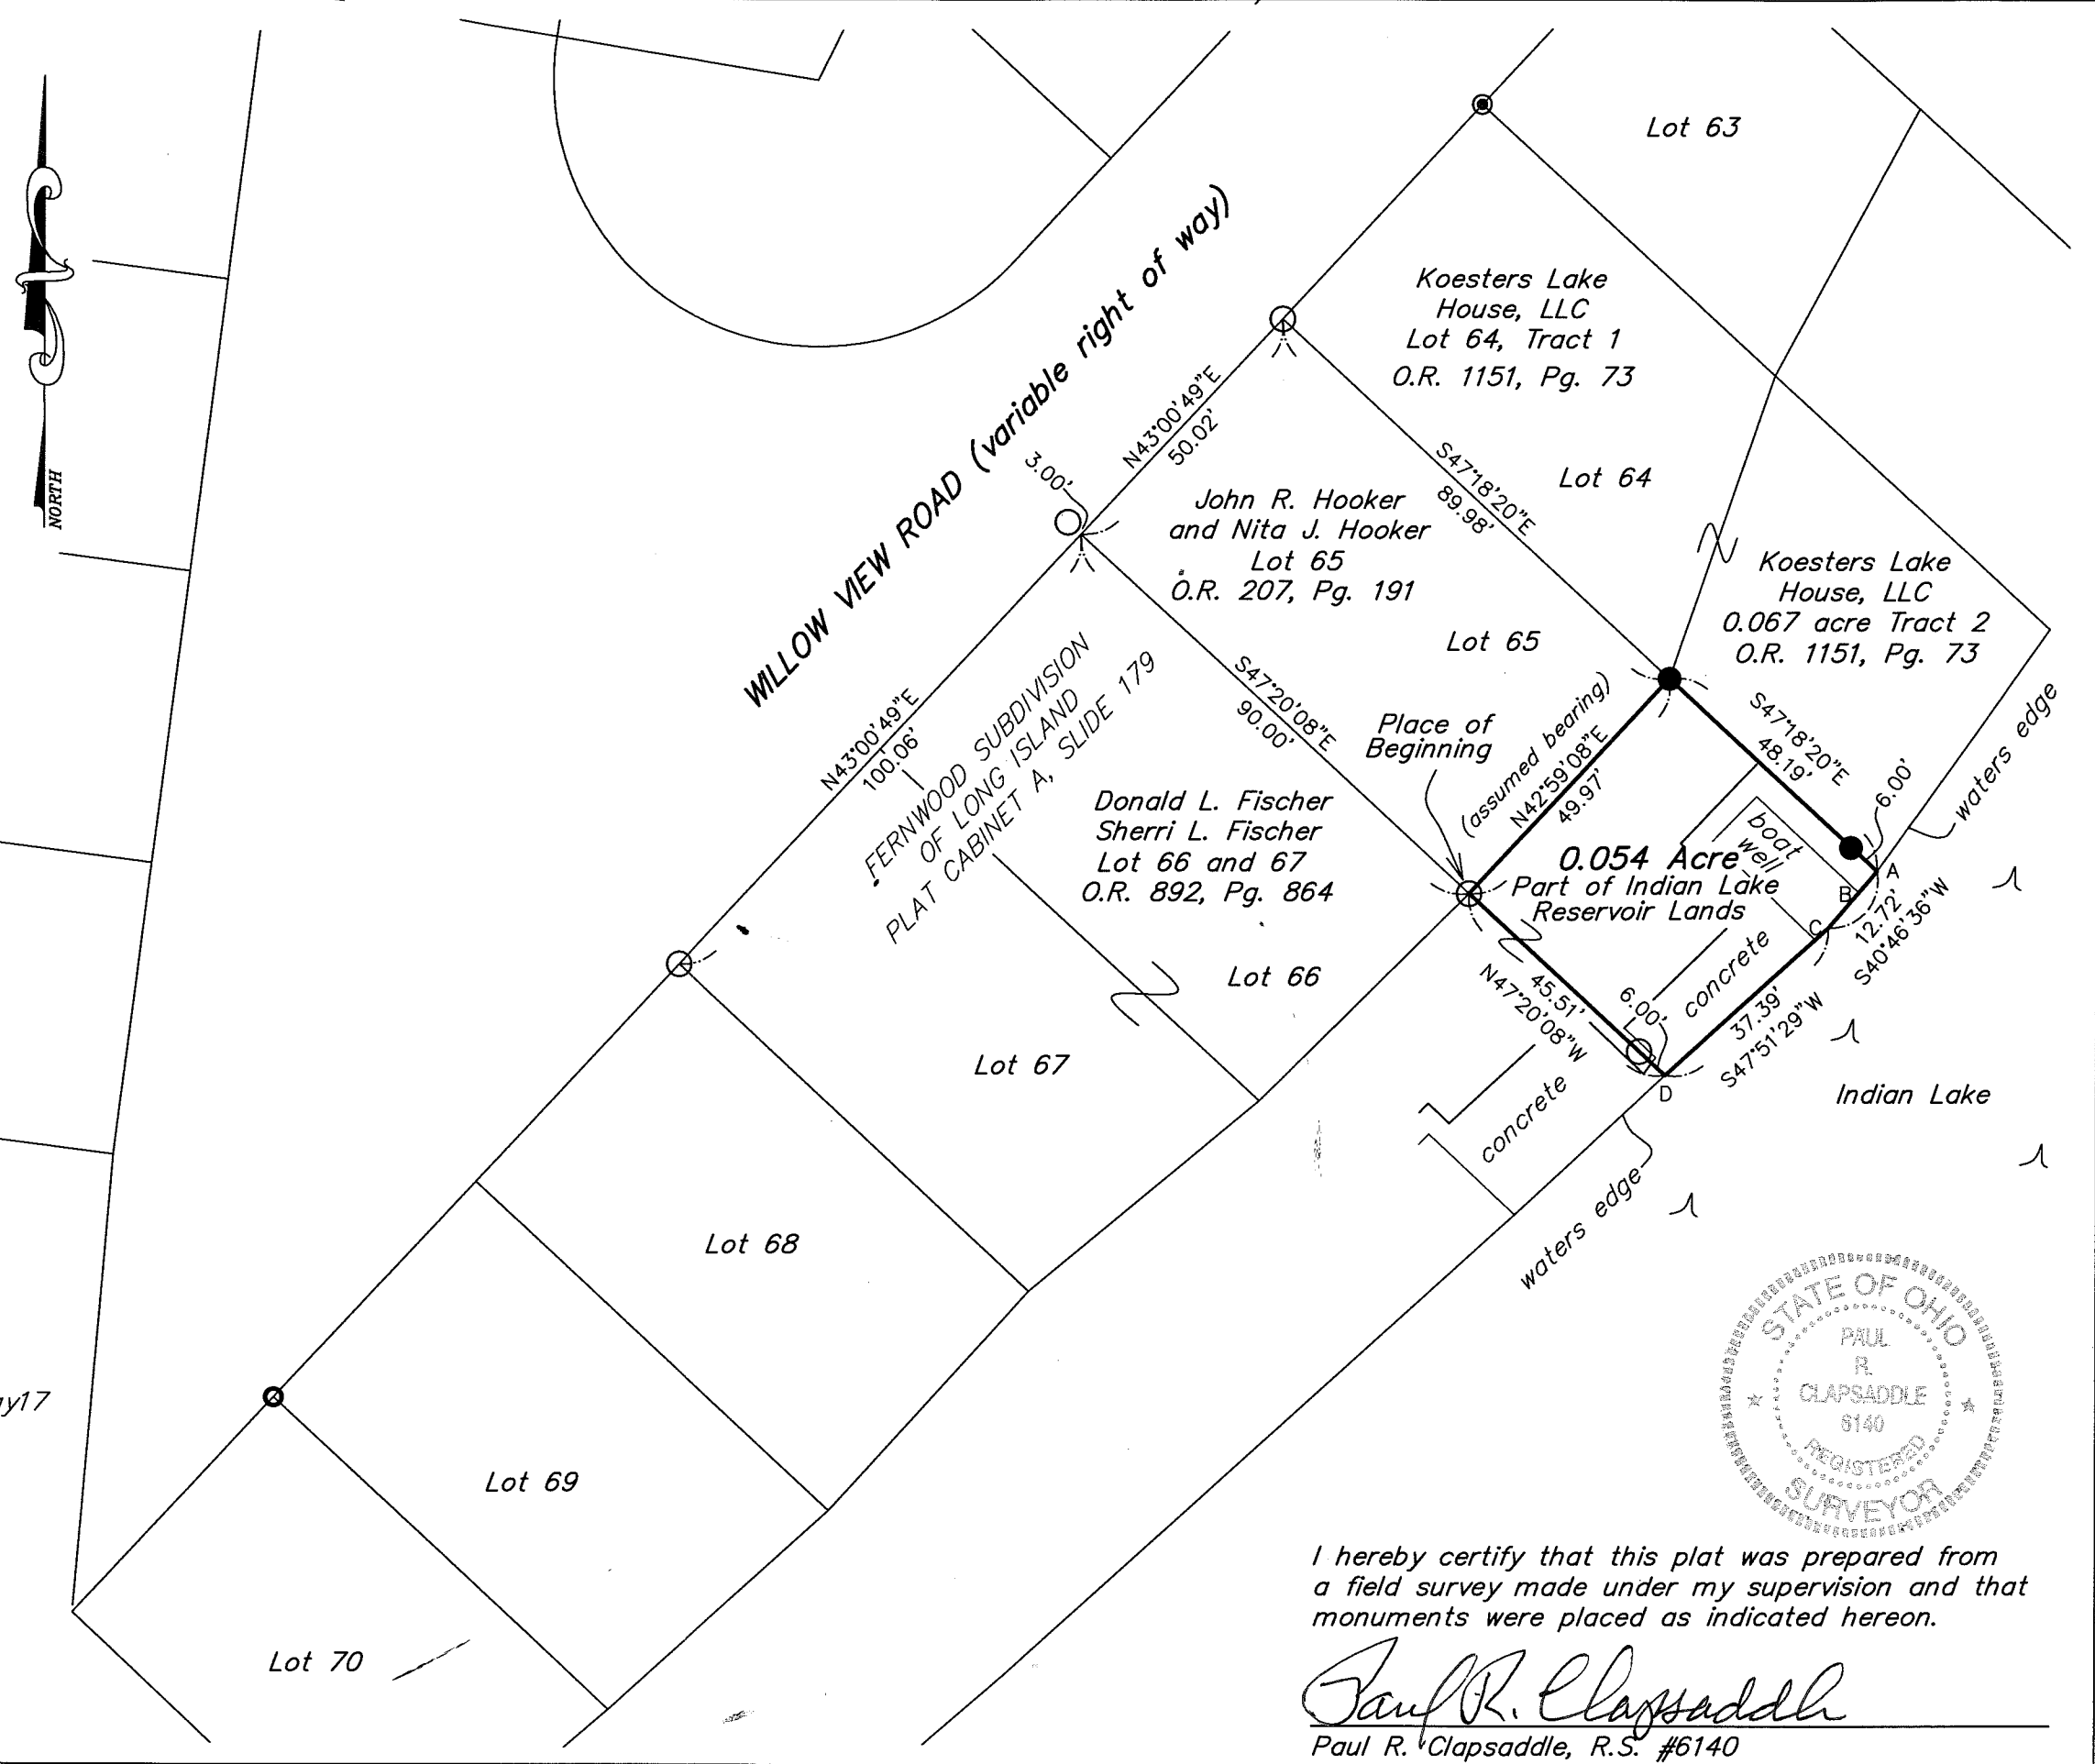 NORTH
WILLOW VIEW ROAD (variable right of way)
Lot 63
Koesters Lake
House, LLC
Lot 64, Tract 1
O.R. 1151, Pg. 73
N43°00'49"E
50.02'
3.00'
S47°18'20"E
89.98'
Lot 64
John R. Hooker
and Nita J. Hooker
Lot 65
O.R. 207, Pg. 191
Koesters Lake
House, LLC
0.067 acre Tract 2
O.R. 1151, Pg. 73
Lot 65
N43°00'49"E
100.06'
FERNWOOD SUBDIVISION
OF LONG ISLAND
PLAT CABINET A, SLIDE 179
S47°20'08"E
90.00'
Place of
Beginning
(assumed bearing)
N42°59'08"E
49.97'
S47°18'20"E
48.19'
6.00'
waters edge
Donald L. Fischer
Sherri L. Fischer
Lot 66 and 67
O.R. 892, Pg. 864
boat
well
0.054 Acre
Part of Indian Lake
Reservoir Lands
A
B
C
12.72'
S40°46'36"W
concrete
Lot 66
45.51'
N47°20'08"W
6.00'
37.39'
S47°51'29"W
D
Lot 67
concrete
Indian Lake
waters edge
Lot 68
Lot 69
Lot 70
y17
STATE OF OHIO
PAUL
R.
CLAPSADDLE
6140
REGISTERED
SURVEYOR
I hereby certify that this plat was prepared from
a field survey made under my supervision and that
monuments were placed as indicated hereon.
Paul R. Clapsaddle
Paul R. Clapsaddle, R.S. #6140